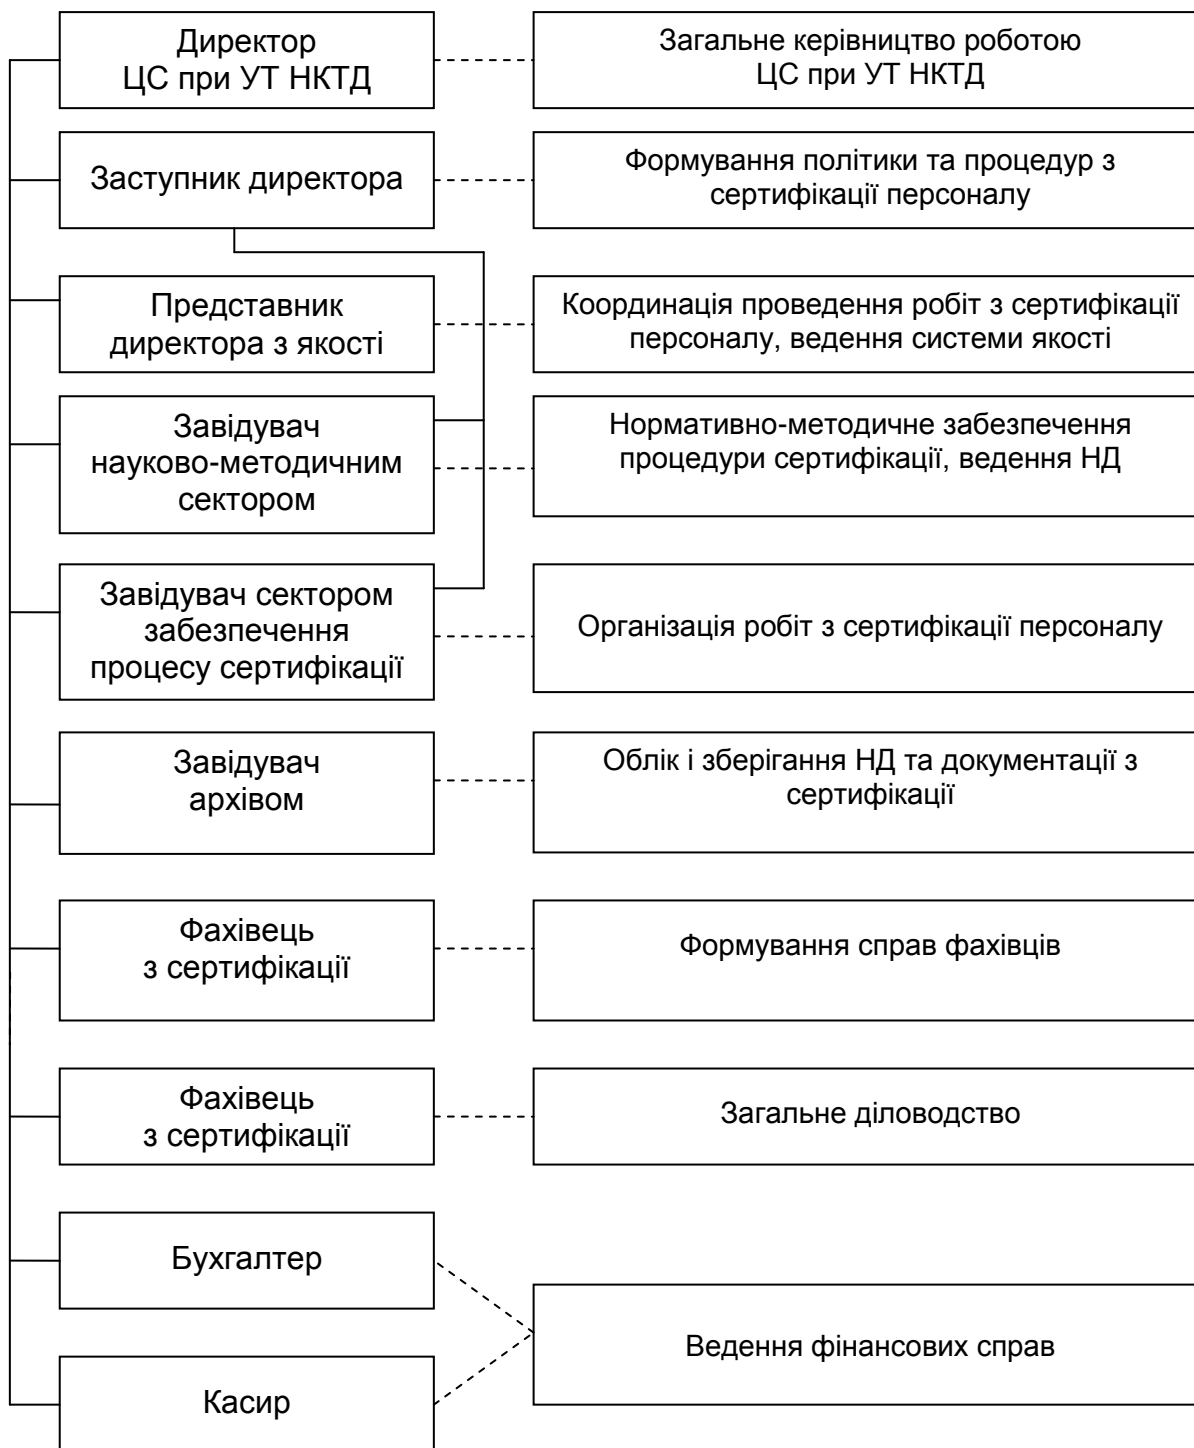 Директор
ЦС при УТ НКТД
Загальне керівництво роботою
ЦС при УТ НКТД
Заступник директора
Формування політики та процедур з
сертифікації персоналу
Представник
директора з якості
Координація проведення робіт з сертифікації
персоналу, ведення системи якості
Завідувач
науково-методичним
сектором
Нормативно-методичне забезпечення
процедури сертифікації, ведення НД
Завідувач сектором
забезпечення
процесу сертифікації
Організація робіт з сертифікації персоналу
Завідувач
архівом
Облік і зберігання НД та документації з
сертифікації
Фахівець
з сертифікації
Формування справ фахівців
Фахівець
з сертифікації
Загальне діловодство
Бухгалтер
Ведення фінансових справ
Касир